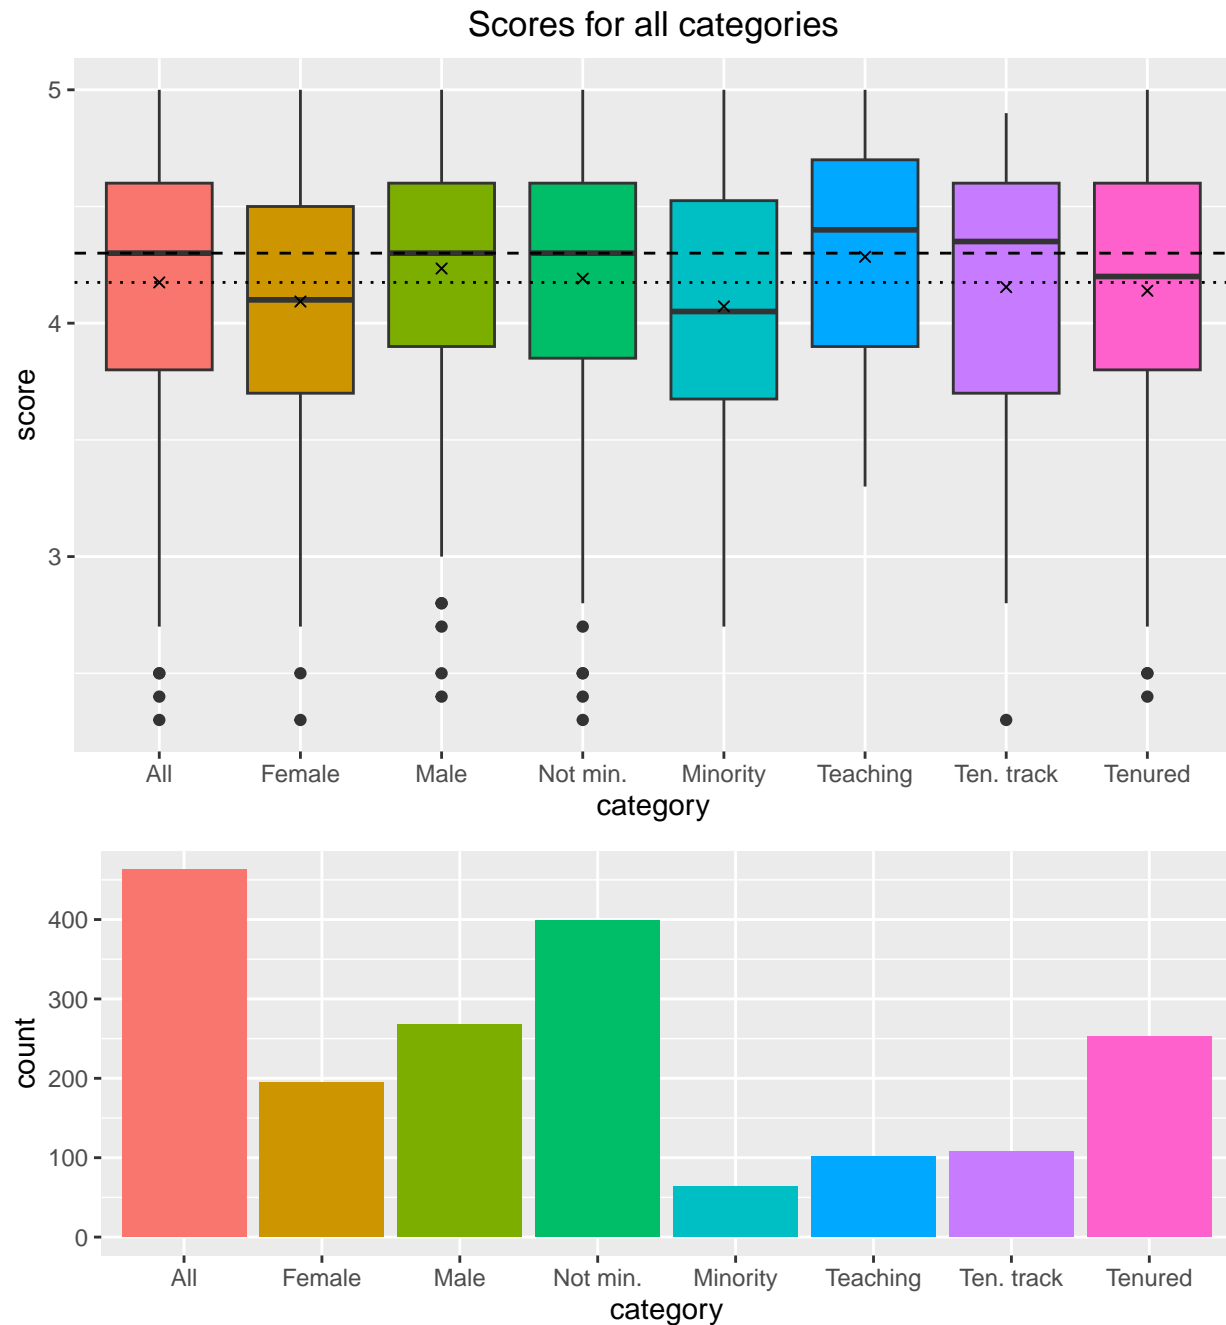 Scores for all categories
5
4
3
score
All Female Male Not min. Minority Teaching Ten. track Tenured
category
400
300
200
100
0
count
All Female Male Not min. Minority Teaching Ten. track Tenured
category